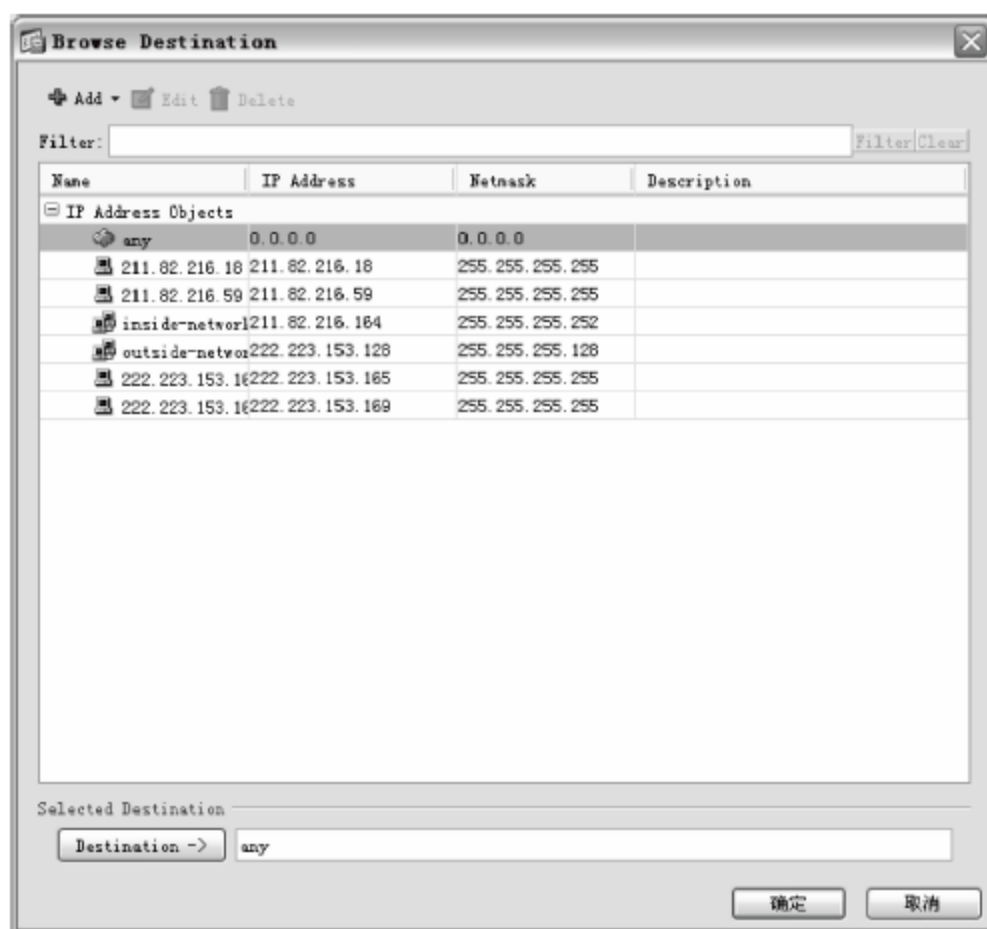 Browse Destination
Add Edit Delete
Filter: Filter Clear
Name IP Address Netmask Description
IP Address Objects
any 0.0.0.0 0.0.0.0
211.82.216.18 211.82.216.18 255.255.255.255
211.82.216.59 211.82.216.59 255.255.255.255
inside-network 211.82.216.164 255.255.255.252
outside-networ 222.223.153.128 255.255.255.128
222.223.153.16 222.223.153.165 255.255.255.255
222.223.153.16 222.223.153.169 255.255.255.255
Selected Destination
Destination -> any
确定 取消